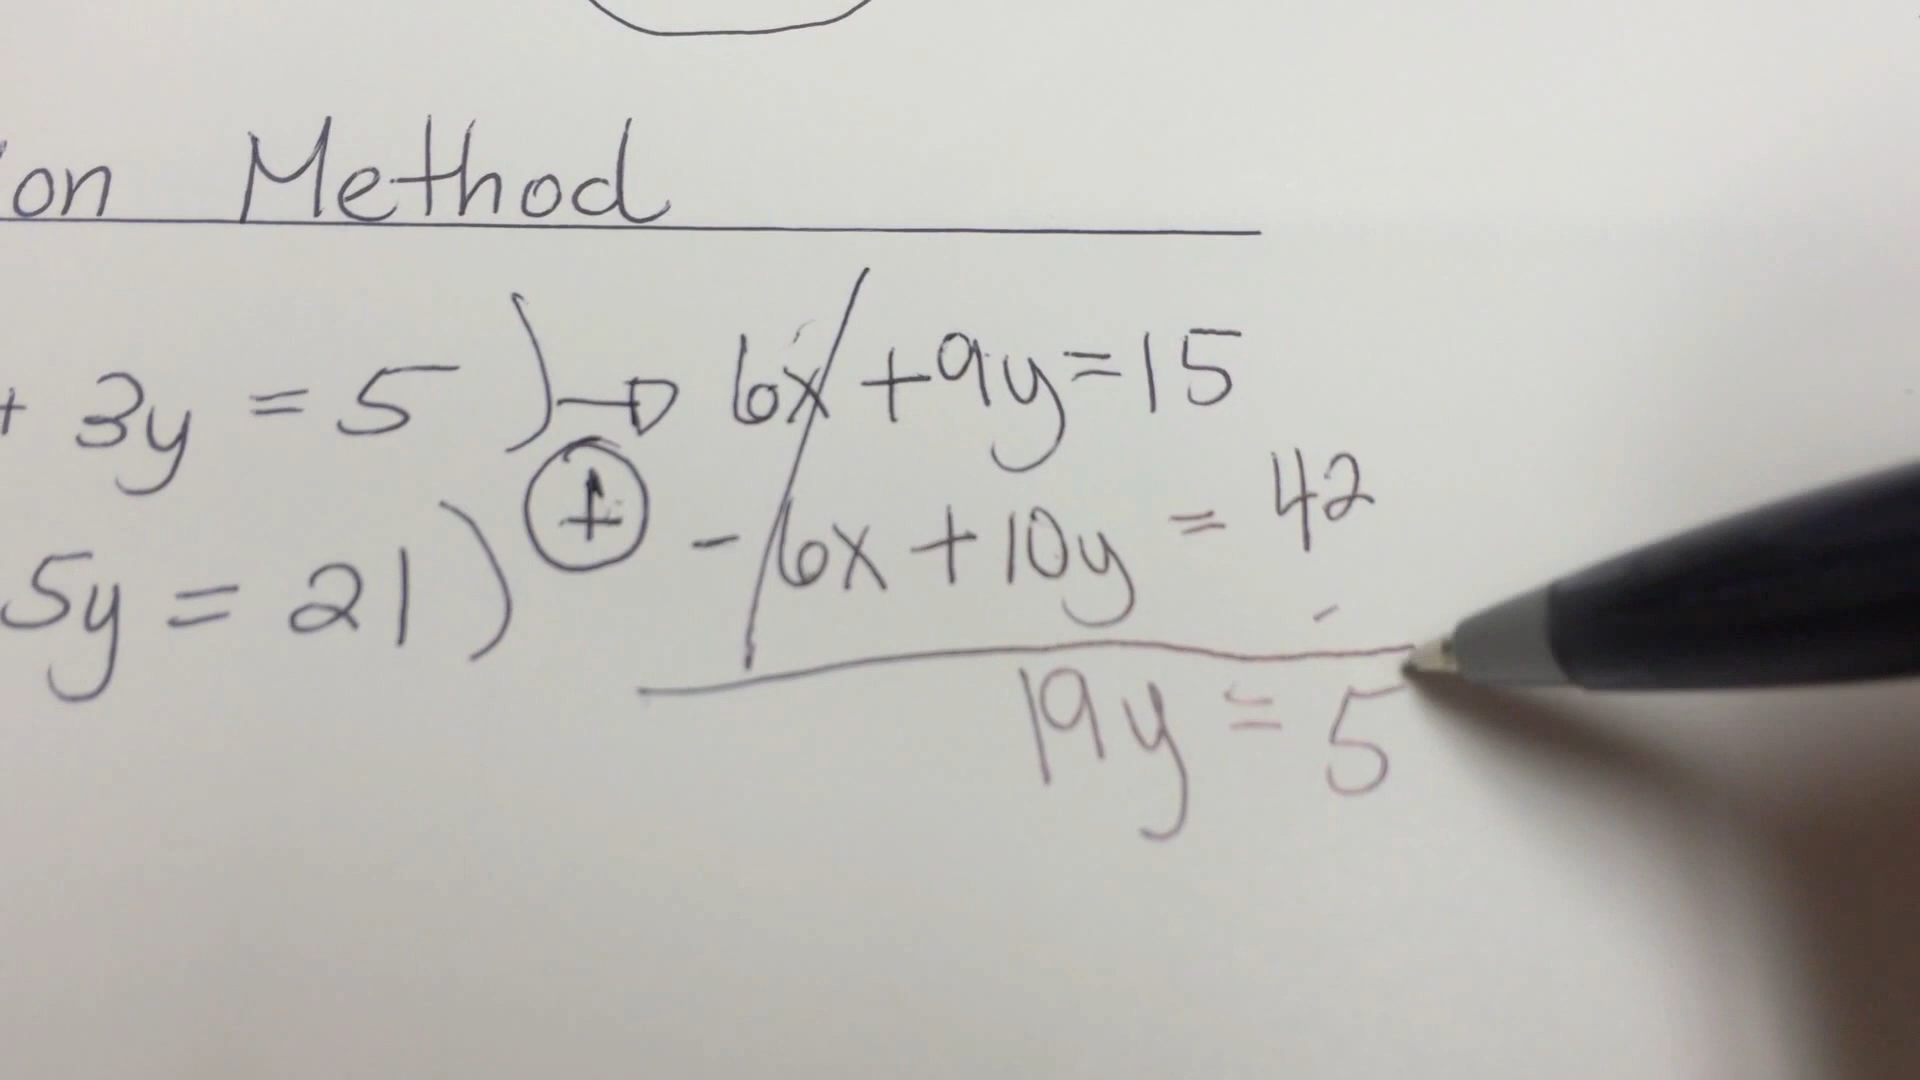 on Method
+ 3y = 5 ) → 6x + 9y = 15
5y = 21 ) + - 6x + 10y = 42
19y = 5